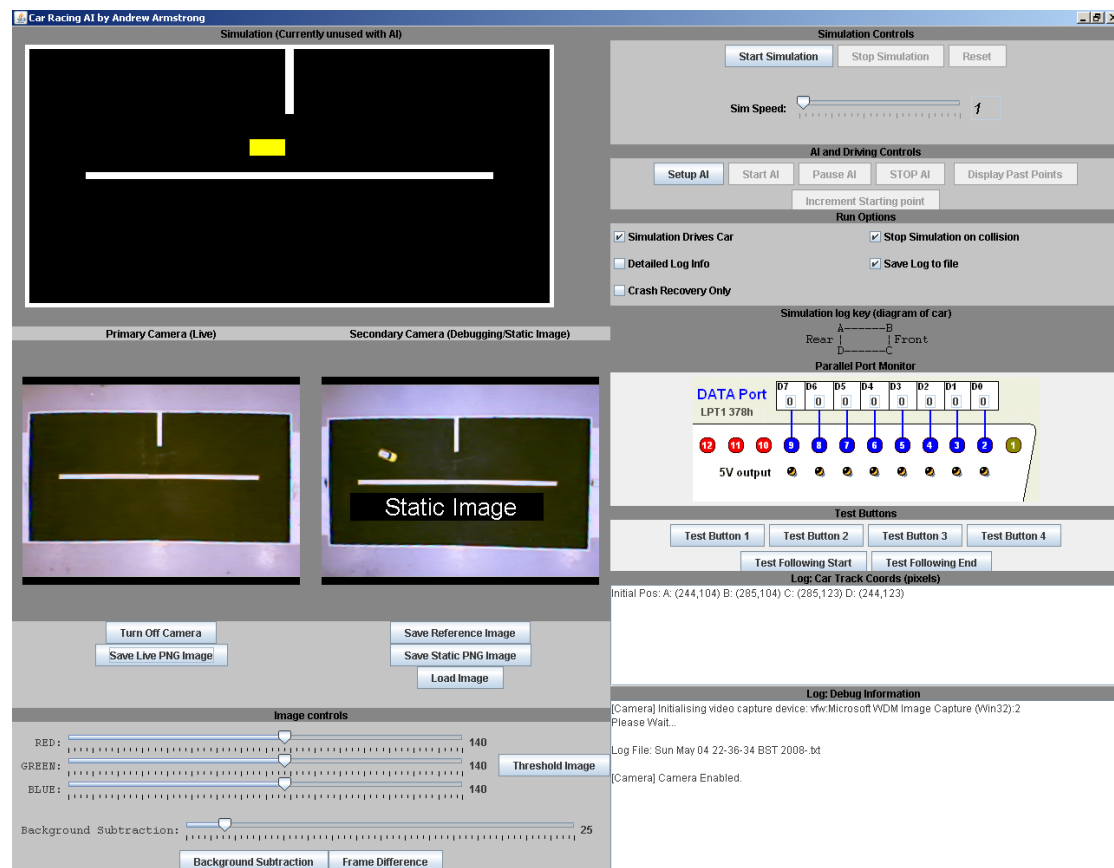 Car Racing AI by Andrew Armstrong
Simulation (Currently unused with AI)
Simulation Controls
Start Simulation Stop Simulation Reset
Sim Speed: 1
AI and Driving Controls
Setup AI Start AI Pause AI STOP AI Display Past Points
Increment Starting point
Run Options
Simulation Drives Car Stop Simulation on collision
Detailed Log Info Save Log to file
Crash Recovery Only
Simulation log key (diagram of car)
A------B
Rear | | Front
D------C
Parallel Port Monitor
D7 D6 D5 D4 D3 D2 D1 D0
DATA Port 0 0 0 0 0 0 0 0
LPT1 378h
12 11 10 9 8 7 6 5 4 3 2 1
5V output
Test Buttons
Test Button 1 Test Button 2 Test Button 3 Test Button 4
Test Following Start Test Following End
Log: Car Track Coords (pixels)
Initial Pos: A: (244,104) B: (285,104) C: (285,123) D: (244,123)
Log: Debug Information
[Camera] Initialising video capture device: vfw:Microsoft WDM Image Capture (Win32):2
Please Wait...
Log File: Sun May 04 22-36-34 BST 2008-.txt
[Camera] Camera Enabled.
Primary Camera (Live) Secondary Camera (Debugging/Static Image)
Static Image
Turn Off Camera Save Reference Image
Save Live PNG Image Save Static PNG Image
Load Image
Image controls
RED: 140
GREEN: 140 Threshold Image
BLUE: 140
Background Subtraction: 25
Background Subtraction Frame Difference